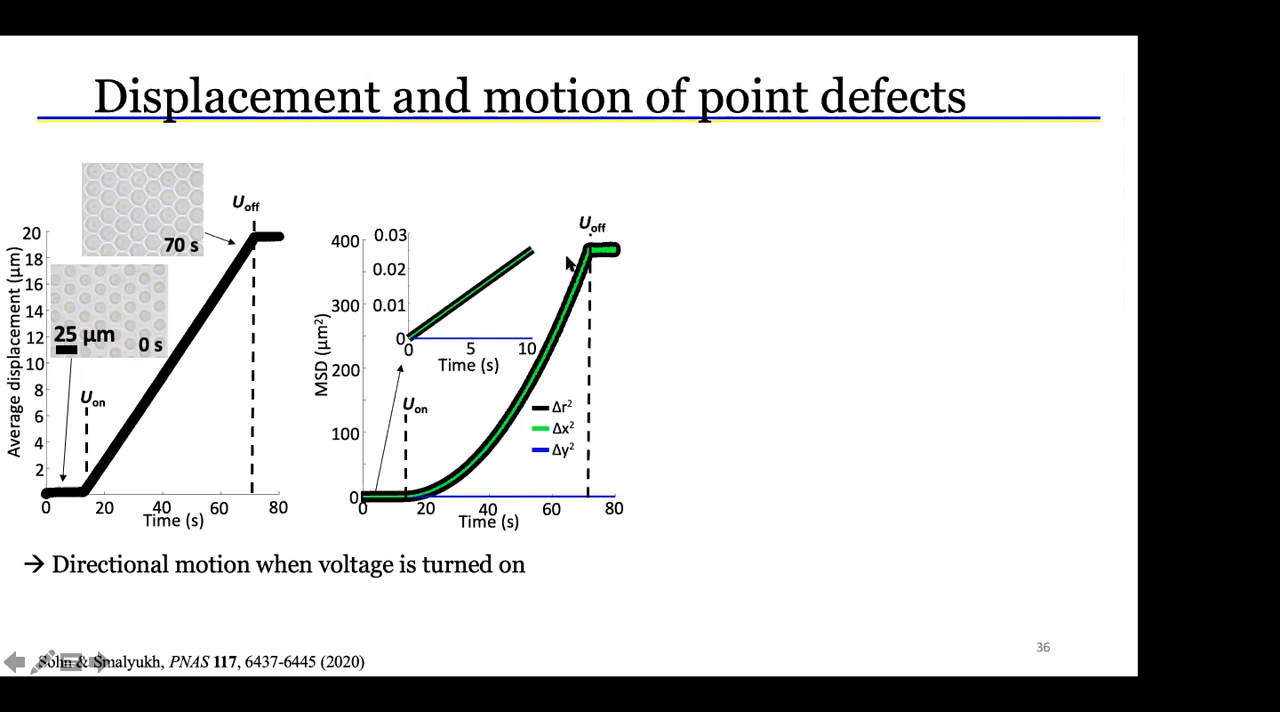 Displacement and motion of point defects
U_off
20
18
16
14
12
10
8
6
4
2
0 20 40 60 80
Average displacement (µm)
Time (s)
70 s
25 µm
0 s
U_on
U_off
400
300
200
100
0
0 20 40 60 80
MSD (µm²)
Time (s)
0.03
0.02
0.01
0
0 5 10
Time (s)
U_on
Δr²
Δx²
Δy²
→ Directional motion when voltage is turned on
Sohn & Smalyukh, PNAS 117, 6437-6445 (2020)
36